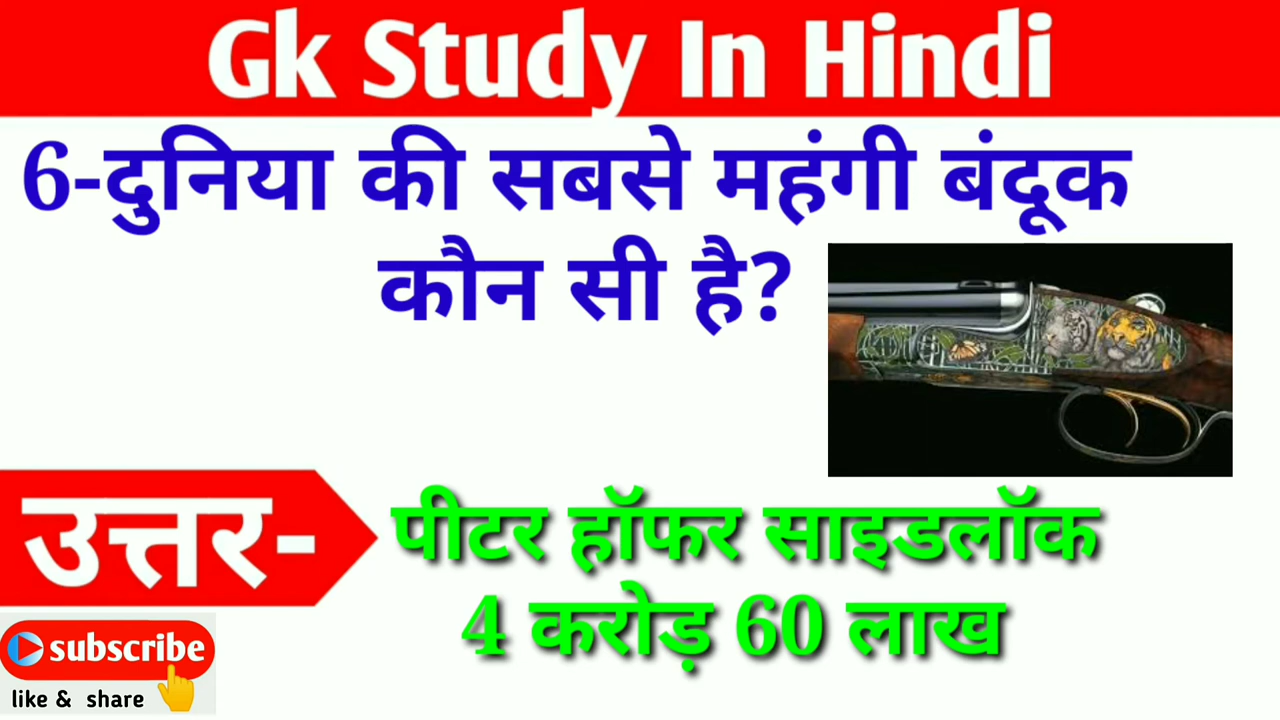 Gk Study In Hindi
6-दुनिया की सबसे महंगी बंदूक
कौन सी है?
उत्तर-
पीटर हॉफर साइडलॉक
4 करोड़ 60 लाख
subscribe
like & share